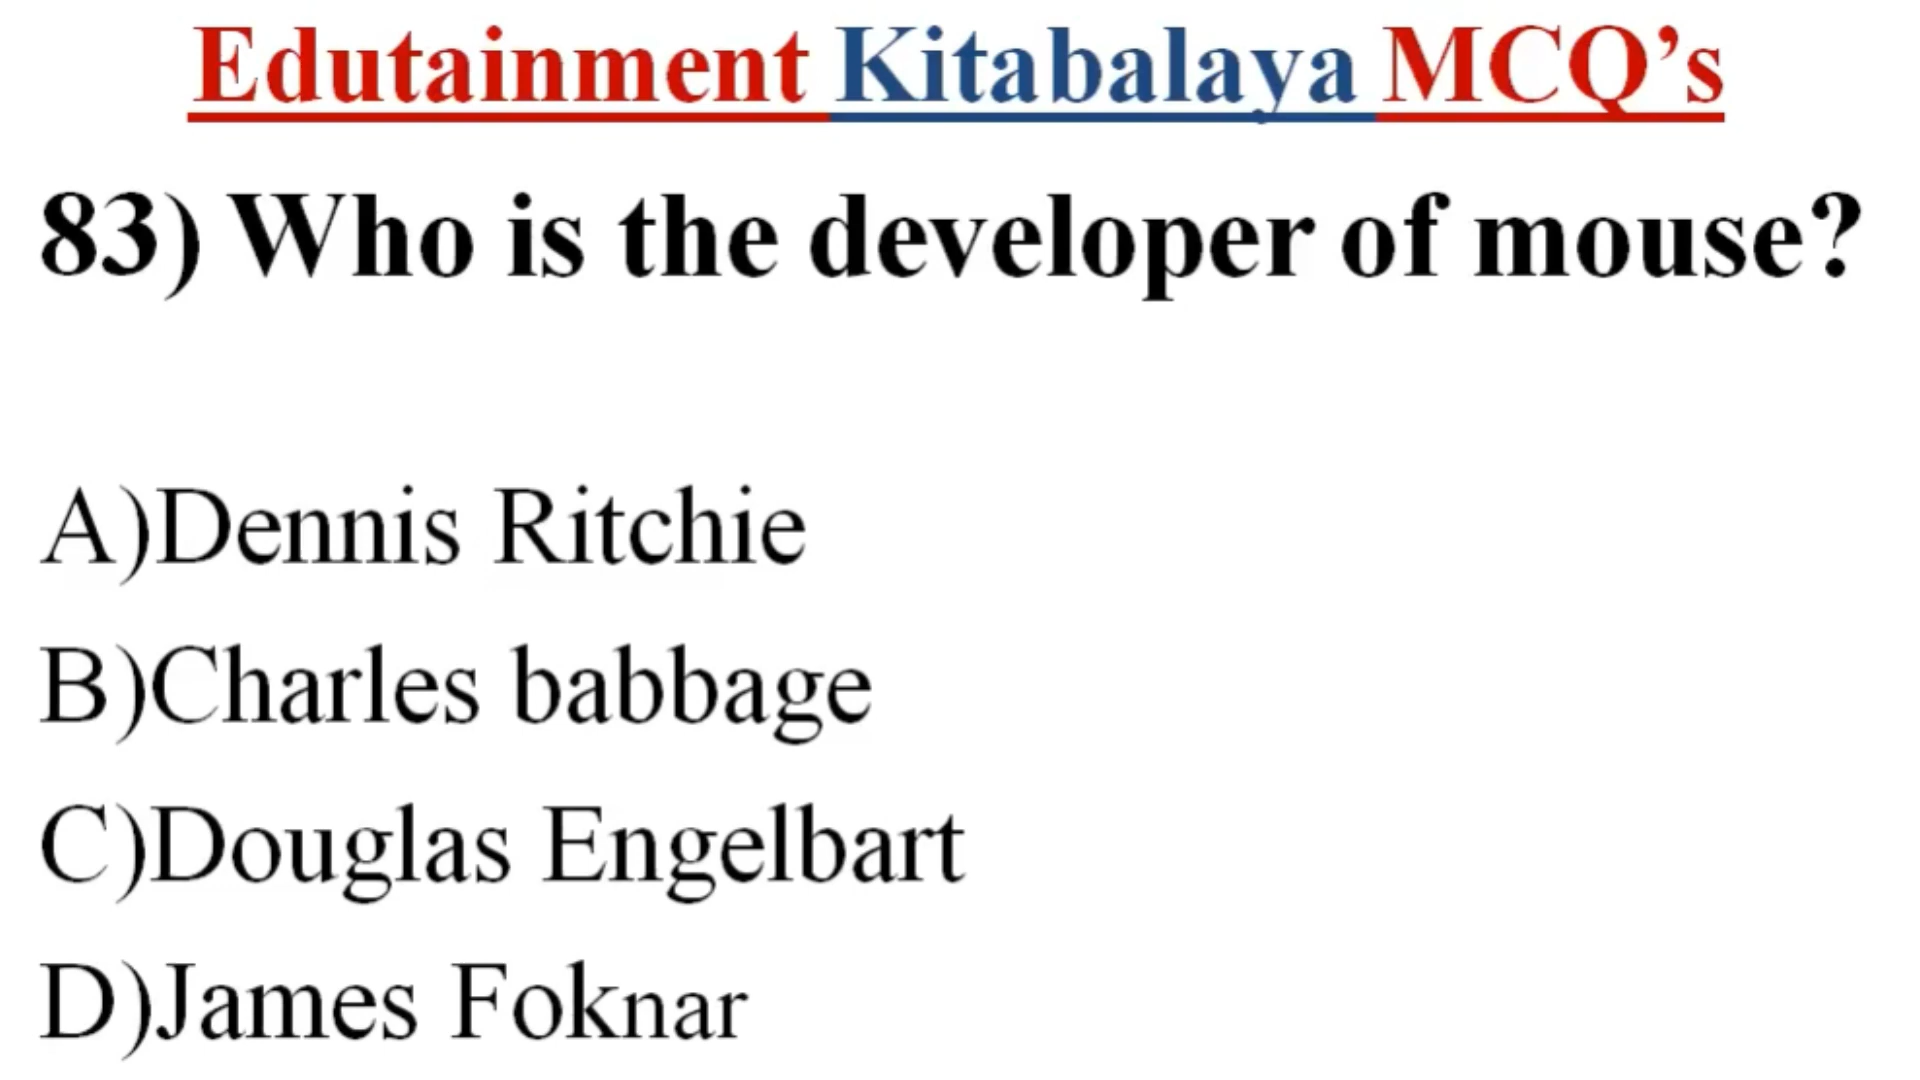 Edutainment Kitabalaya MCQ’s
83) Who is the developer of mouse?
A)Dennis Ritchie
B)Charles babbage
C)Douglas Engelbart
D)James Foknar